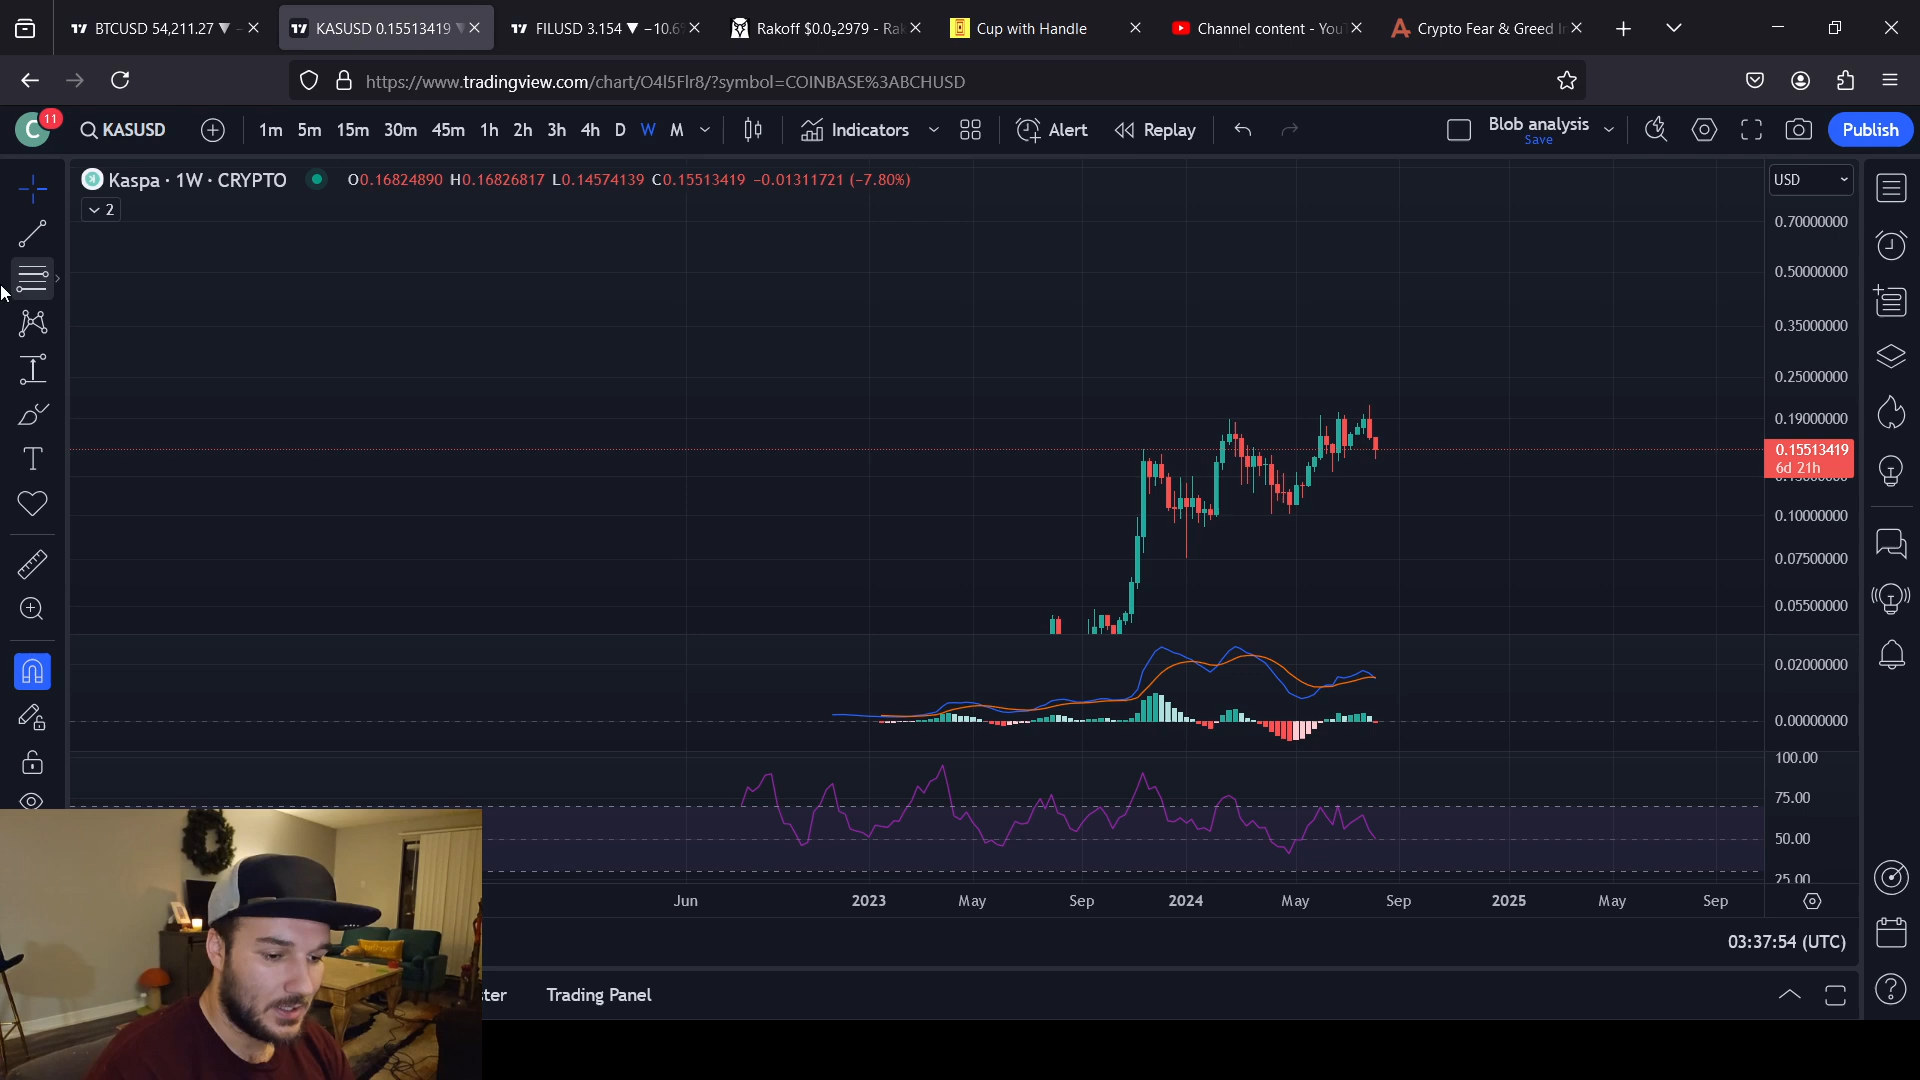 BTCUSD 54,211.27 ▼
KASUSD 0.15513419
FILUSD 3.154 ▼ −10.6
Rakoff $0.0₅2979 - Rak
Cup with Handle
Channel content - YouT
Crypto Fear & Greed In
https://www.tradingview.com/chart/O4l5Flr8/?symbol=COINBASE%3ABCHUSD
C
11
KASUSD
1m
5m
15m
30m
45m
1h
2h
3h
4h
D
W
M
Indicators
Alert
Replay
Blob analysis
Save
Publish
Kaspa · 1W · CRYPTO
O0.16824890 H0.16826817 L0.14574139 C0.15513419 −0.01311721 (−7.80%)
2
USD
0.70000000
0.50000000
0.35000000
0.25000000
0.19000000
0.15513419
6d 21h
0.10000000
0.07500000
0.05500000
0.02000000
0.00000000
100.00
75.00
50.00
25.00
Jun
2023
May
Sep
2024
May
Sep
2025
May
Sep
03:37:54 (UTC)
ster
Trading Panel